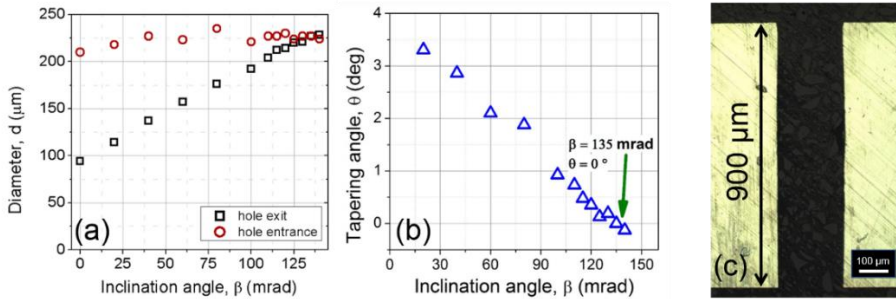 250
200
150
100
50
0
Diameter, d (μm)
(a)
hole exit
hole entrance
0 25 50 75 100 125
Inclination angle, β (mrad)
4
3
2
1
0
Tapering angle, θ (deg)
β = 135 mrad
θ = 0 °
(b)
0 30 60 90 120 150
Inclination angle, β (mrad)
900 μm
(c)
100 μm